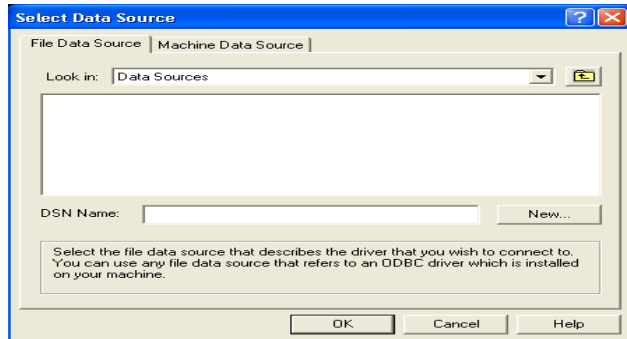 Select Data Source
File Data Source Machine Data Source
Look in: Data Sources
DSN Name: New...
Select the file data source that describes the driver that you wish to connect to.
You can use any file data source that refers to an ODBC driver which is installed
on your machine.
OK Cancel Help